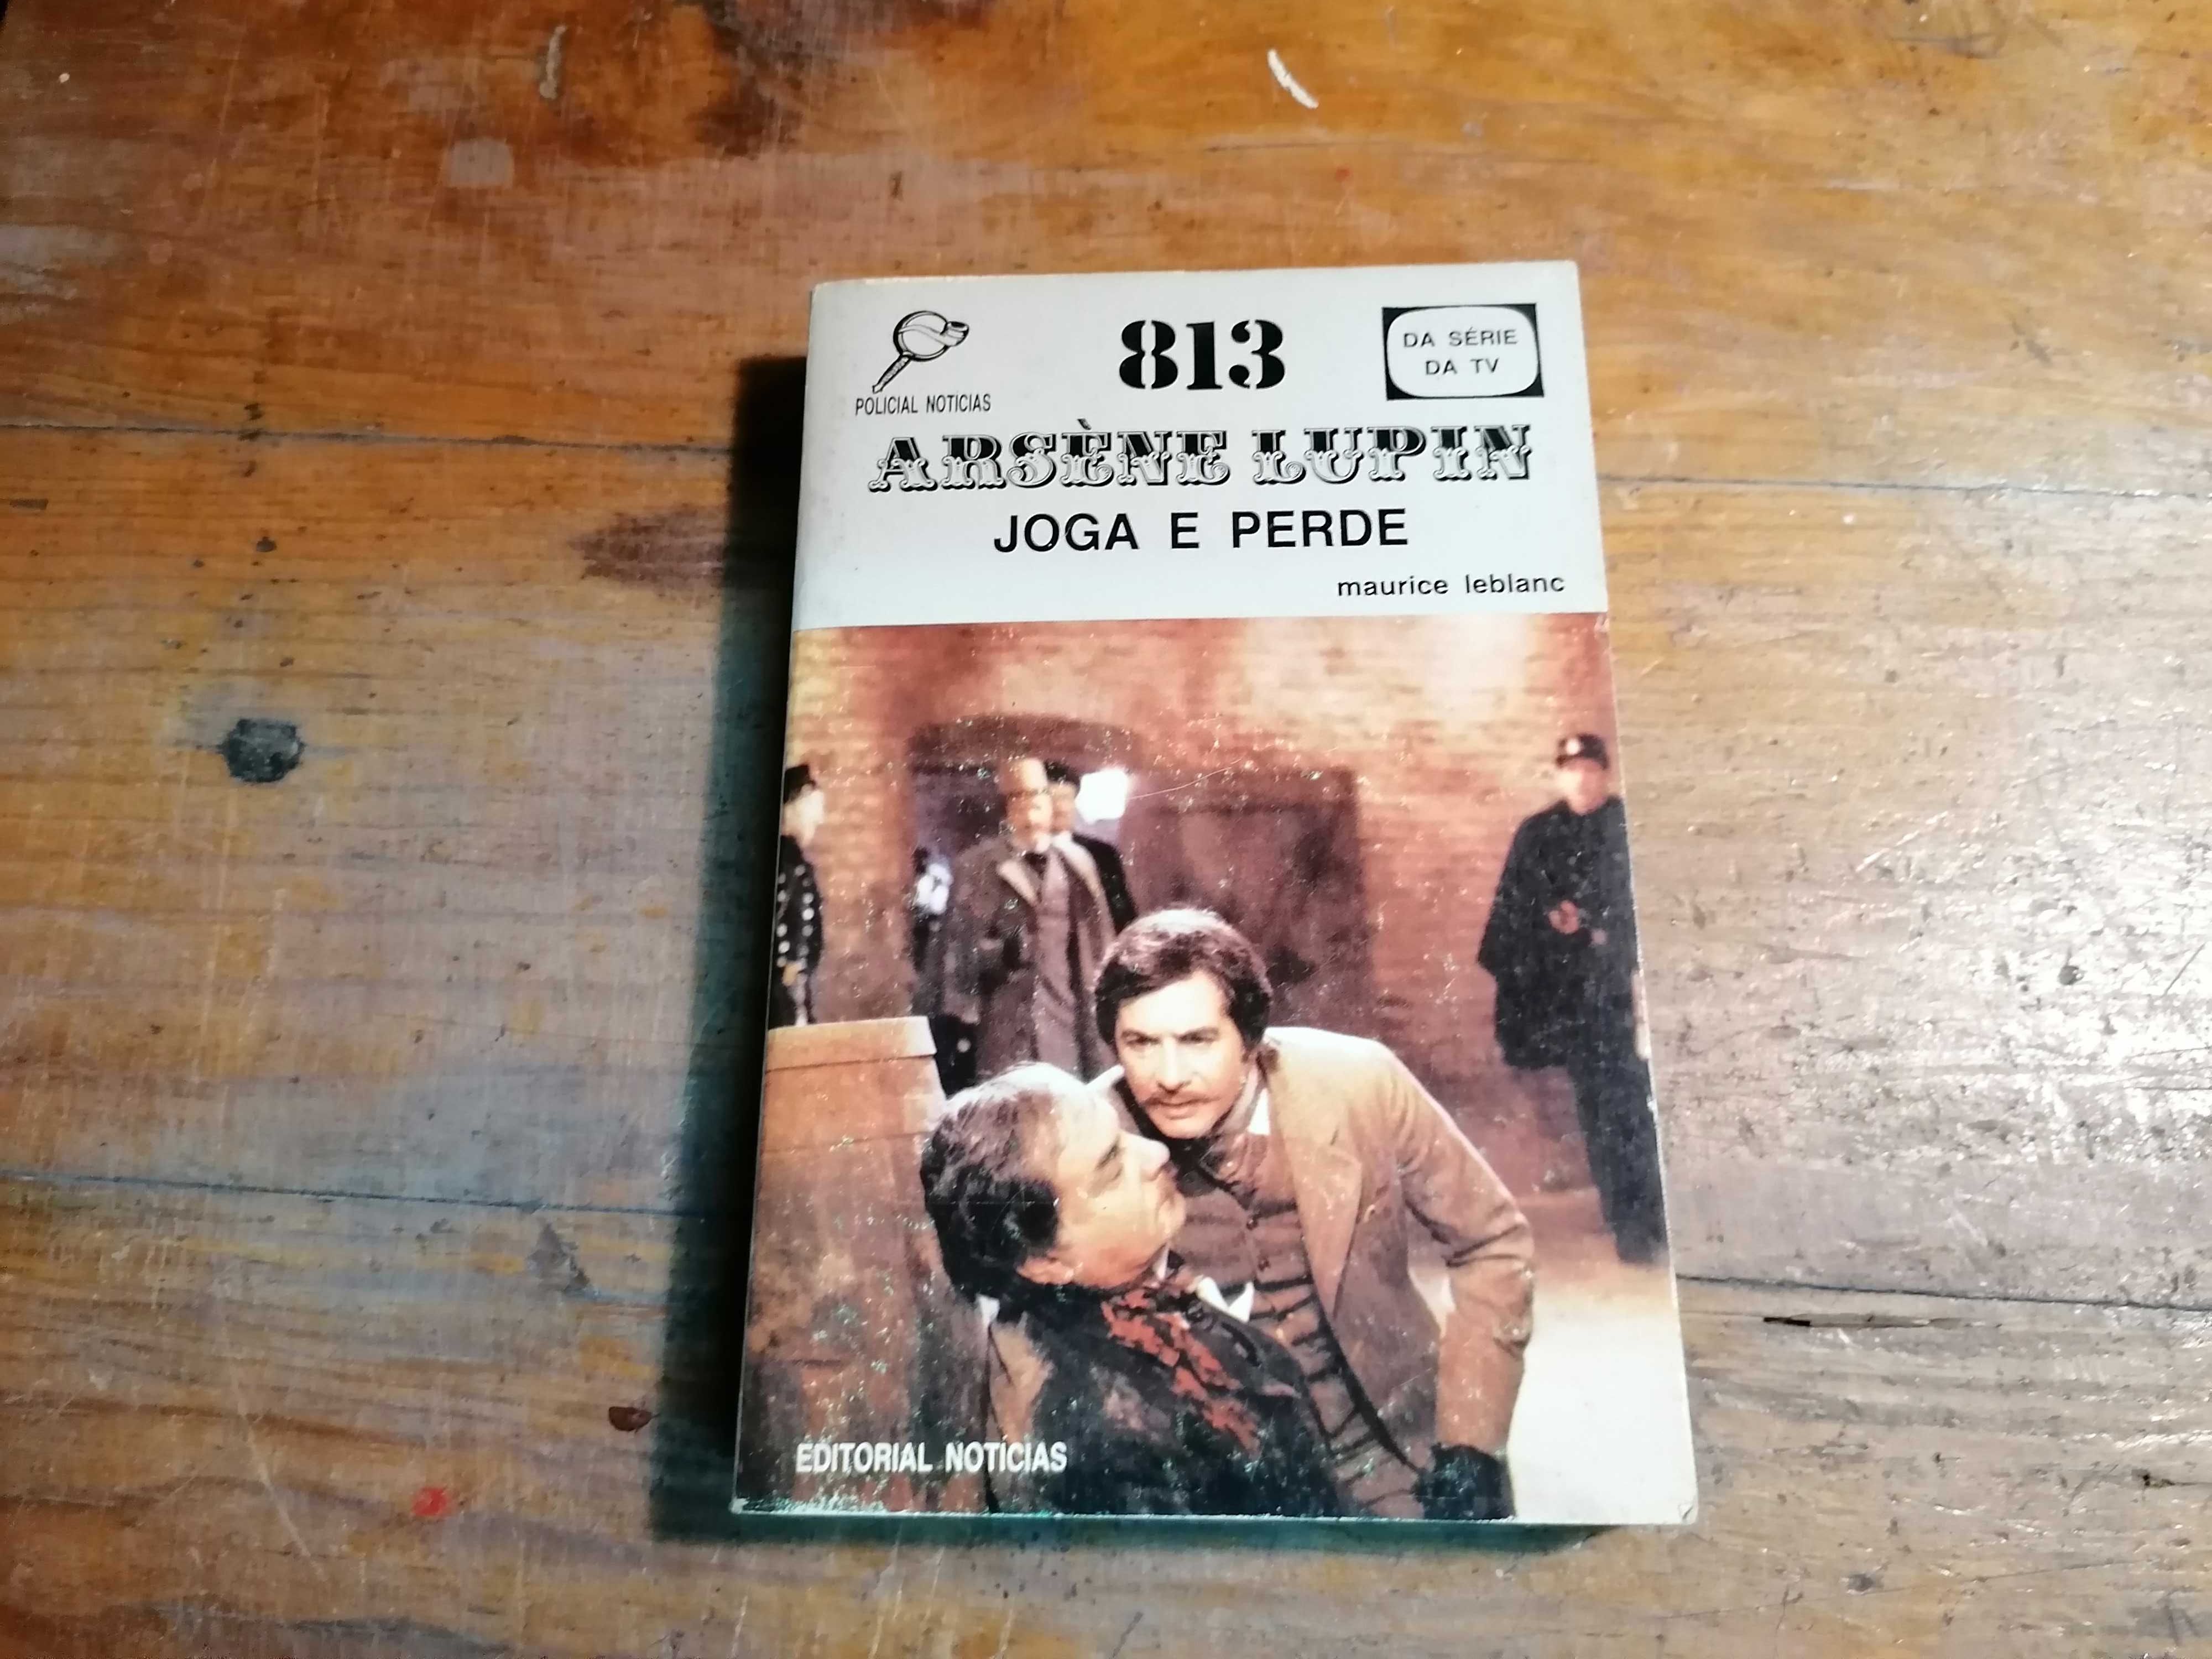 813
DA SÉRIE
DA TV
POLICIAL NOTICIAS
ARSÈNE LUPIN
JOGA E PERDE
maurice leblanc
EDITORIAL NOTICIAS